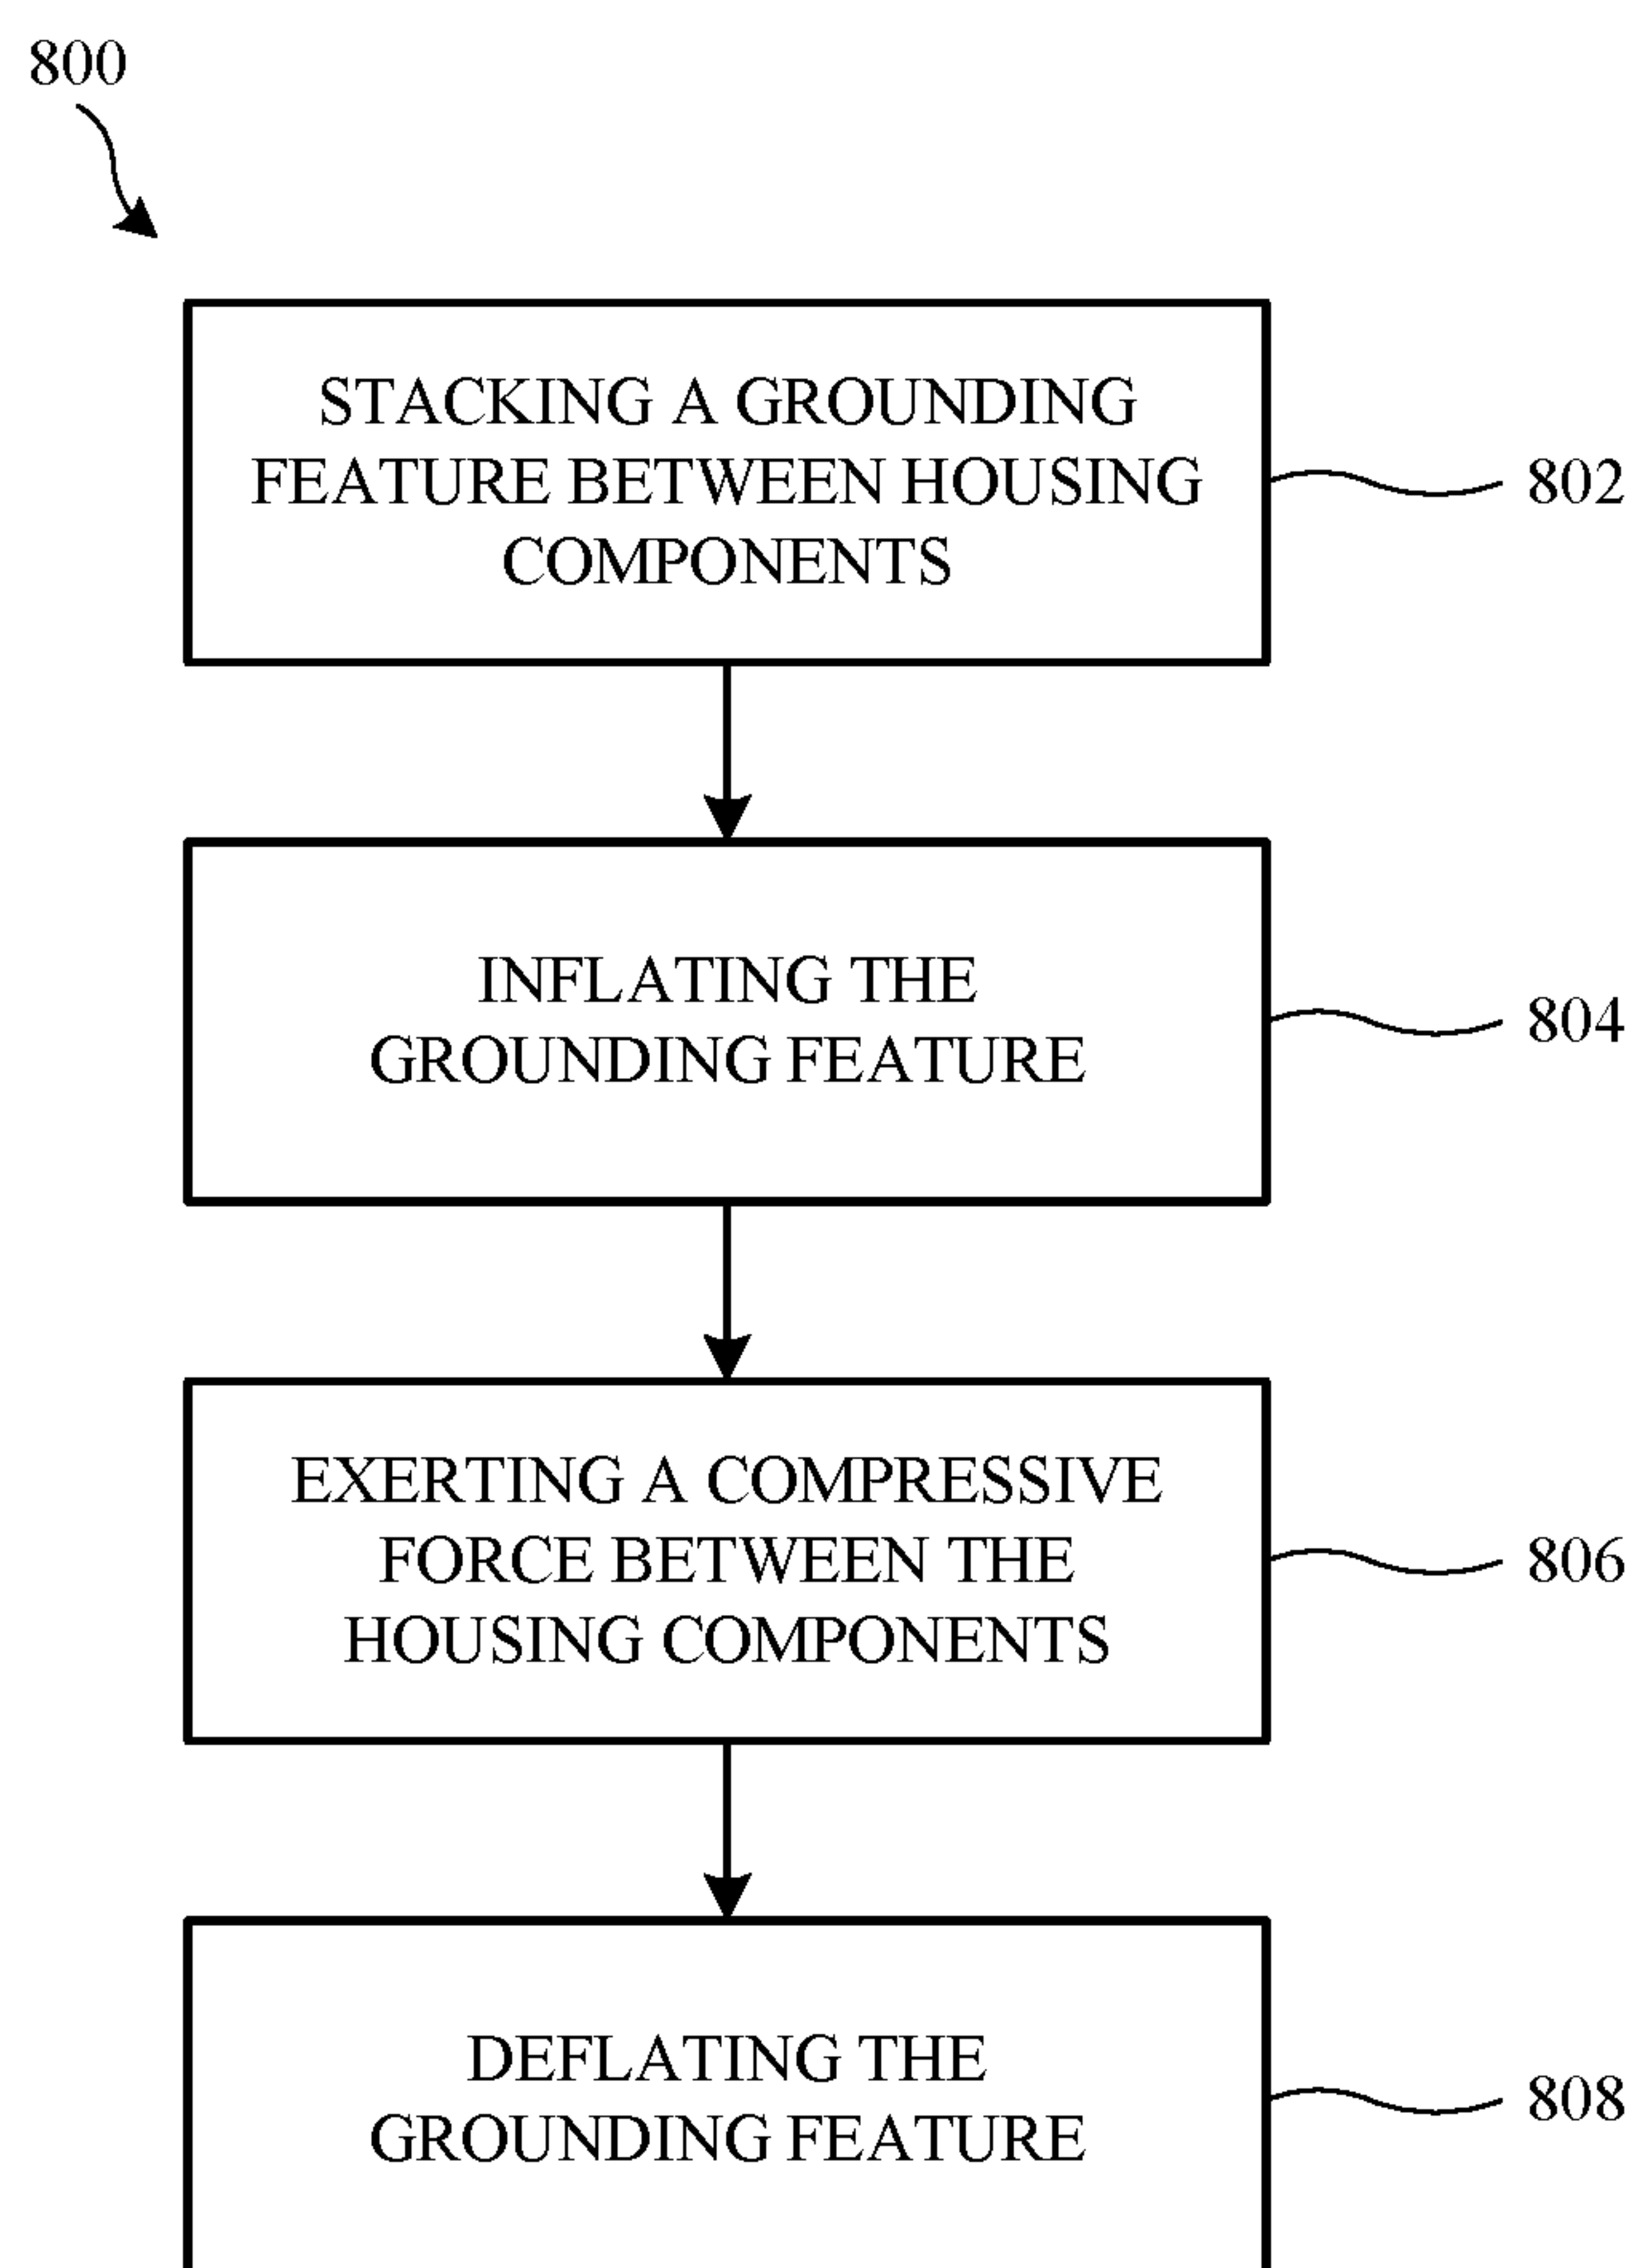 800
STACKING A GROUNDING
FEATURE BETWEEN HOUSING
COMPONENTS
802
INFLATING THE
GROUNDING FEATURE
804
EXERTING A COMPRESSIVE
FORCE BETWEEN THE
HOUSING COMPONENTS
806
DEFLATING THE
GROUNDING FEATURE
808